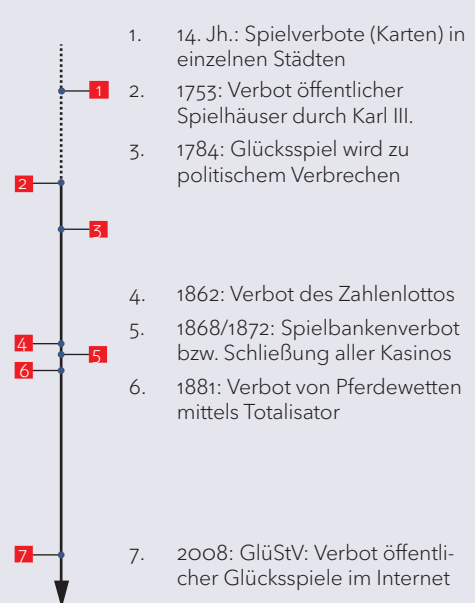 1. 14. Jh.: Spielverbote (Karten) in
einzelnen Städten
1
2. 1753: Verbot öffentlicher
Spielhäuser durch Karl III.
3. 1784: Glücksspiel wird zu
politischem Verbrechen
2
3
4. 1862: Verbot des Zahlenlottos
5. 1868/1872: Spielbankenverbot
bzw. Schließung aller Kasinos
4
5
6
6. 1881: Verbot von Pferdewetten
mittels Totalisator
7
7. 2008: GlüStV: Verbot öffentli-
cher Glücksspiele im Internet